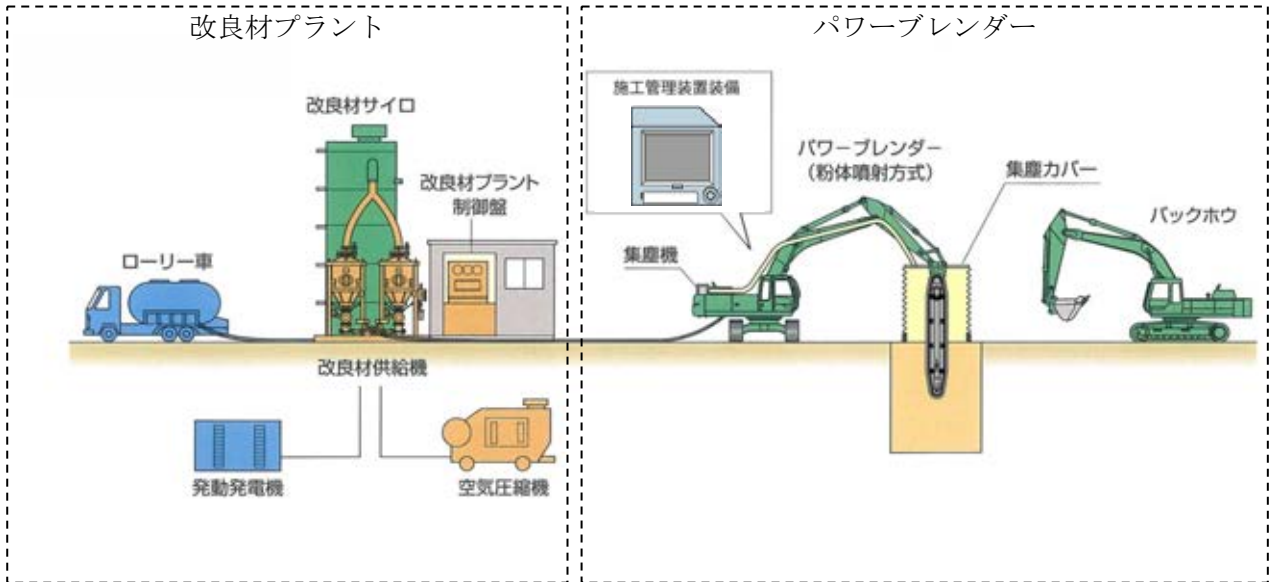 改良材プラント
改良材サイロ
改良材プラント
制御盤
ローリー車
改良材供給機
発動発電機
空気圧縮機
パワーブレンダー
施工管理装置装備
パワーブレンダー
（粉体噴射方式）
集塵カバー
バックホウ
集塵機